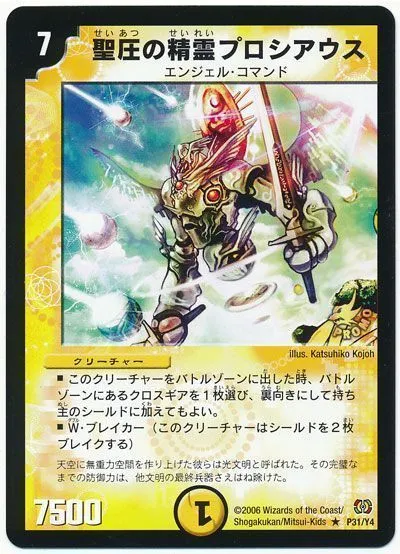 7
せいあつ せいれい
聖圧の精霊プロシアウス
エンジェル・コマンド
illus. Katsuhiko Kojoh
クリーチャー
■このクリーチャーをバトルゾーンに出した時、バトル
ゾーンにあるクロスギアを1枚選び、裏向きにして持ち
主のシールドに加えてもよい。
■W・ブレイカー（このクリーチャーはシールドを2枚
ブレイクする）
天空に無重力空間を作り上げた彼らは光文明と呼ばれた。その完璧な
までの防御力は、他文明の最終兵器さえはね除けた。
7500
1
©2006 Wizards of the Coast/
Shogakukan/Mitsui-Kids ★ P31/Y4